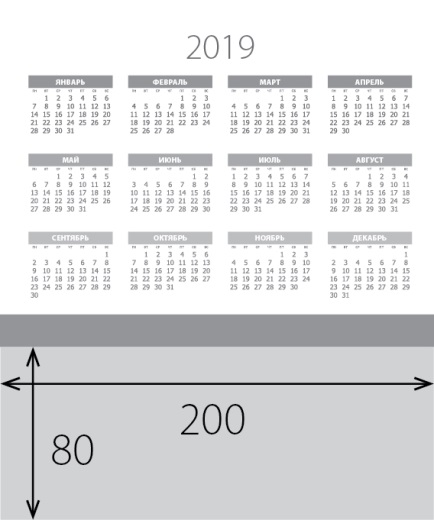 2019
ЯНВАРЬ
1 2 3 4 5 6
7 8 9 10 11 12 13
14 15 16 17 18 19 20
21 22 23 24 25 26 27
28 29 30 31
ФЕВРАЛЬ
1 2 3
4 5 6 7 8 9 10
11 12 13 14 15 16 17
18 19 20 21 22 23 24
25 26 27 28
МАРТ
1 2 3
4 5 6 7 8 9 10
11 12 13 14 15 16 17
18 19 20 21 22 23 24
25 26 27 28 29 30 31
АПРЕЛЬ
1 2 3 4 5 6 7
8 9 10 11 12 13 14
15 16 17 18 19 20 21
22 23 24 25 26 27 28
29 30
МАЙ
1 2 3 4 5
6 7 8 9 10 11 12
13 14 15 16 17 18 19
20 21 22 23 24 25 26
27 28 29 30 31
ИЮНЬ
1 2
3 4 5 6 7 8 9
10 11 12 13 14 15 16
17 18 19 20 21 22 23
24 25 26 27 28 29 30
ИЮЛЬ
1 2 3 4 5 6 7
8 9 10 11 12 13 14
15 16 17 18 19 20 21
22 23 24 25 26 27 28
29 30 31
АВГУСТ
1 2 3 4
5 6 7 8 9 10 11
12 13 14 15 16 17 18
19 20 21 22 23 24 25
26 27 28 29 30 31
СЕНТЯБРЬ
1
2 3 4 5 6 7 8
9 10 11 12 13 14 15
16 17 18 19 20 21 22
23 24 25 26 27 28 29
30
ОКТЯБРЬ
1 2 3 4 5 6
7 8 9 10 11 12 13
14 15 16 17 18 19 20
21 22 23 24 25 26 27
28 29 30 31
НОЯБРЬ
1 2 3
4 5 6 7 8 9 10
11 12 13 14 15 16 17
18 19 20 21 22 23 24
25 26 27 28 29 30
ДЕКАБРЬ
1
2 3 4 5 6 7 8
9 10 11 12 13 14 15
16 17 18 19 20 21 22
23 24 25 26 27 28 29
30 31
200
80